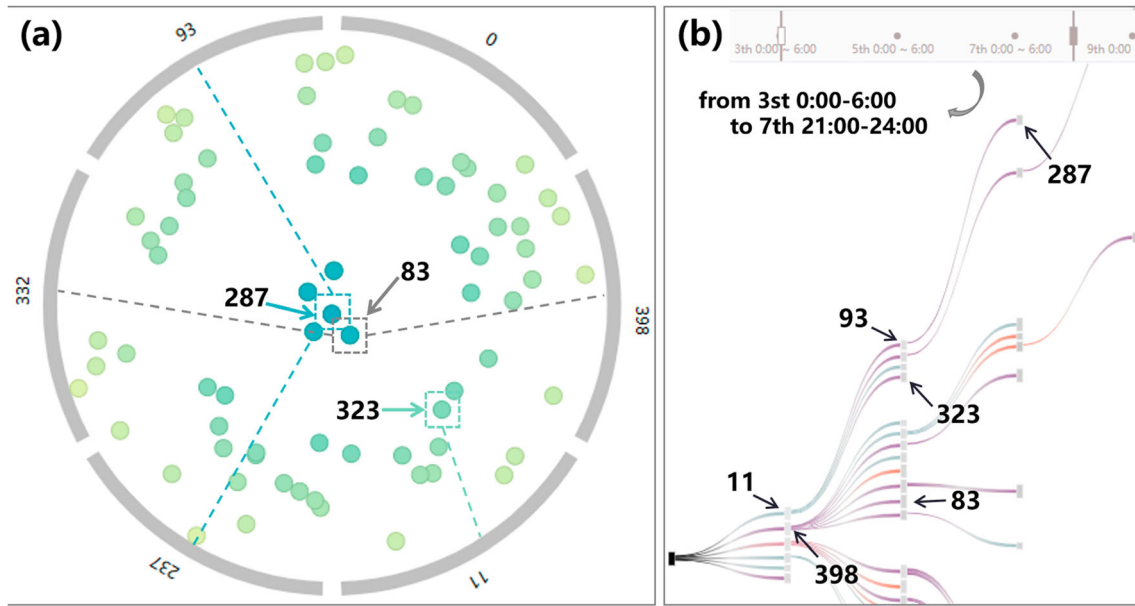 (a)
93
0
332
398
287
83
323
237
11
(b)
3th 0:00 ~ 6:00
5th 0:00 ~ 6:00
7th 0:00 ~ 6:00
9th 0:00
from 3st 0:00-6:00
to 7th 21:00-24:00
287
93
323
11
83
398